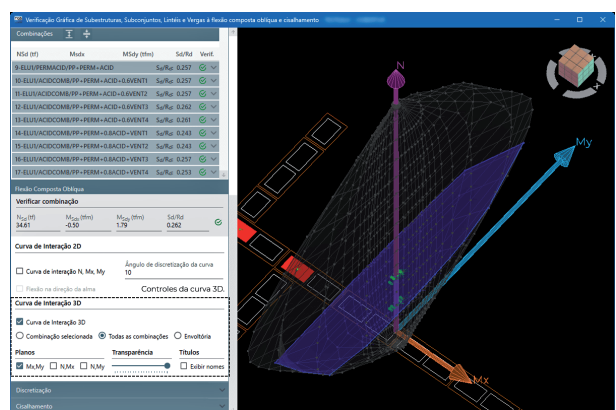 Verificação Gráfica de Subestruturas, Subconjuntos, Lintéis e Vergas à flexão composta oblíqua e cisalhamento
Combinações
NSd (tf) Msdx MSdy (tfm) Sd/Rd Verif.
9-ELU1/PERMACID/PP+PERM+ACID Sd/Rd: 0.257
10-ELU1/ACIDCOMB/PP+PERM+ACID+0.6VENT1 Sd/Rd: 0.257
11-ELU1/ACIDCOMB/PP+PERM+ACID+0.6VENT2 Sd/Rd: 0.257
12-ELU1/ACIDCOMB/PP+PERM+ACID+0.6VENT3 Sd/Rd: 0.262
13-ELU1/ACIDCOMB/PP+PERM+ACID+0.6VENT4 Sd/Rd: 0.261
14-ELU1/ACIDCOMB/PP+PERM+0.8ACID+VENT1 Sd/Rd: 0.243
15-ELU1/ACIDCOMB/PP+PERM+0.8ACID+VENT2 Sd/Rd: 0.243
16-ELU1/ACIDCOMB/PP+PERM+0.8ACID+VENT3 Sd/Rd: 0.257
17-ELU1/ACIDCOMB/PP+PERM+0.8ACID+VENT4 Sd/Rd: 0.253
Flexão Composta Oblíqua
Verificar combinação
NSd (tf) MSdx (tfm) MSdy (tfm) Sd/Rd
34.61 -0.50 1.79 0.262
Curva de Interação 2D
Ângulo de discretização da curva
Curva de interação N, Mx, My 10
Flexão na direção da alma Controles da curva 3D.
Curva de Interação 3D
Curva de Interação 3D
Combinação selecionada Todas as combinações Envoltória
Planos Transparência Títulos
Mx,My N,Mx N,My Exibir nomes
Discretização
Cisalhamento
N
My
Mx